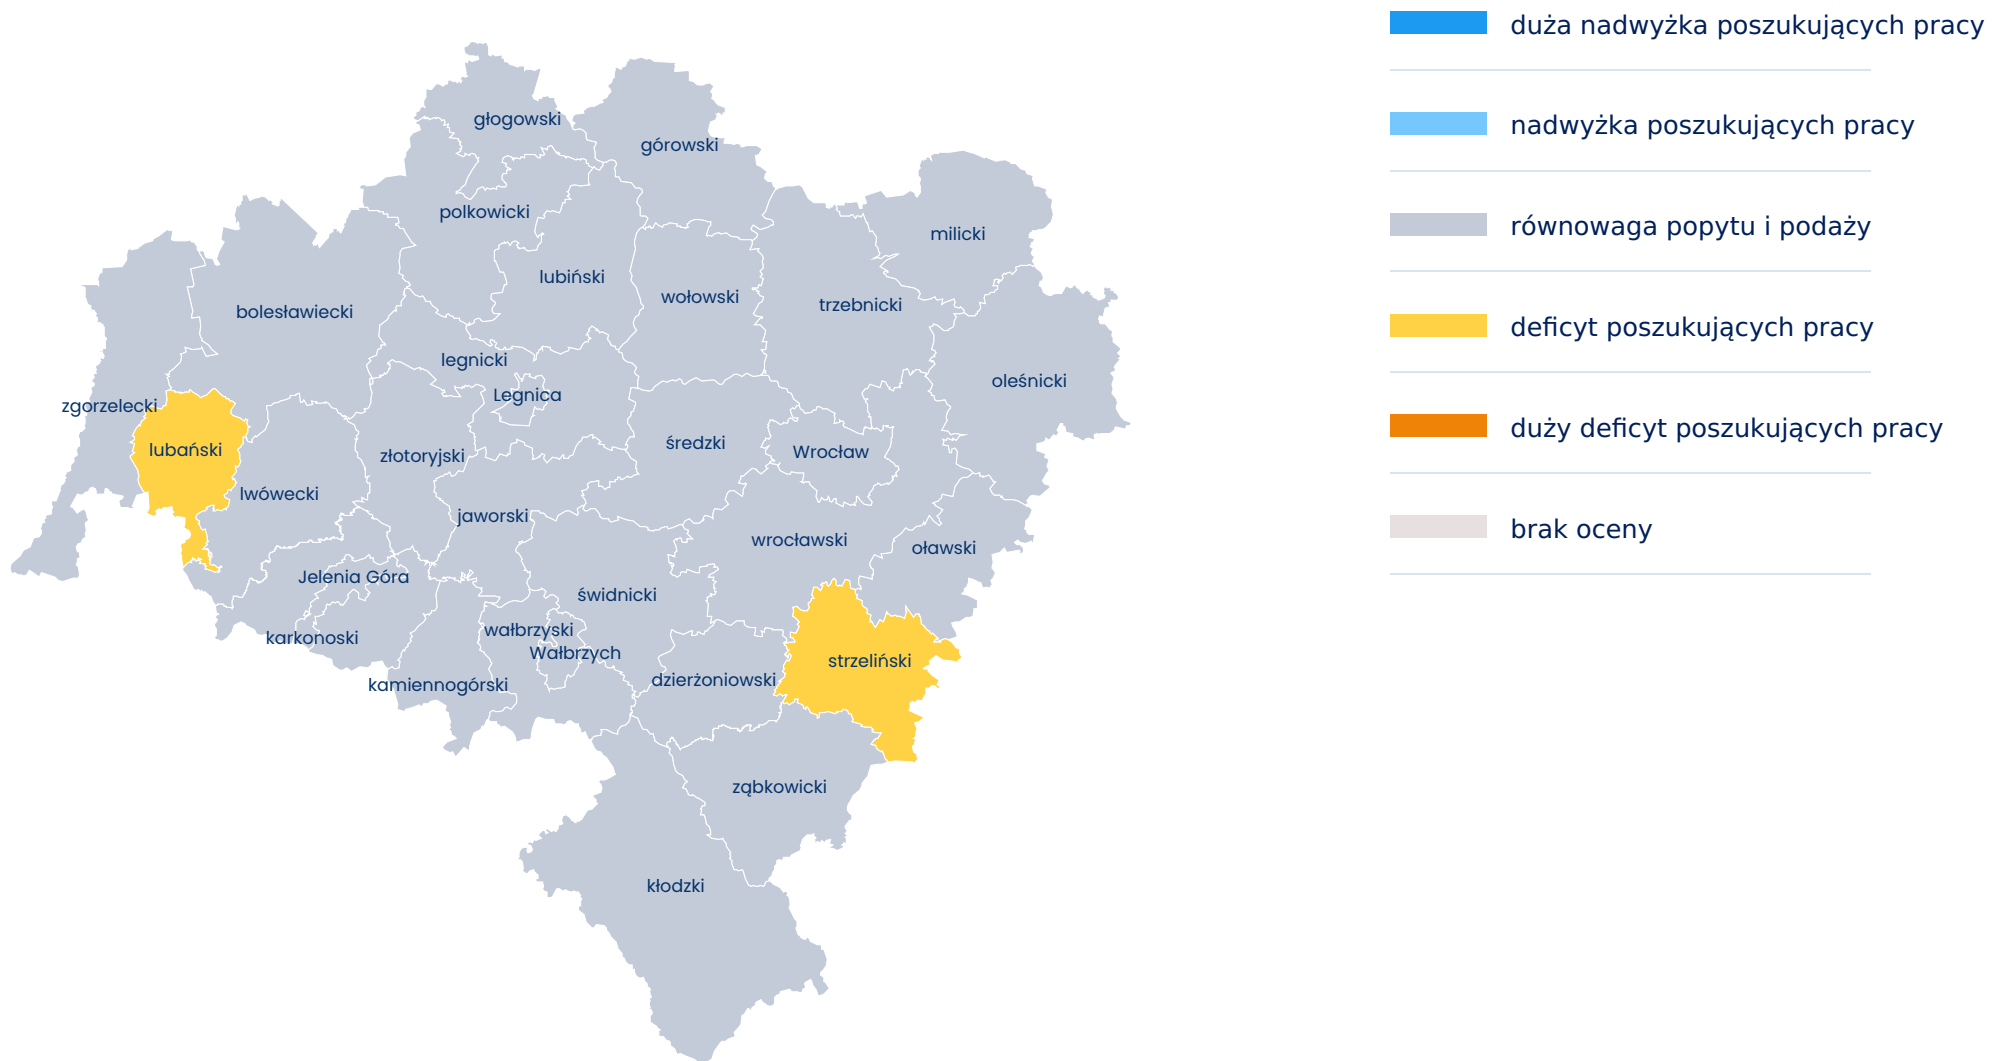 duża nadwyżka poszukujących pracy
nadwyżka poszukujących pracy
równowaga popytu i podaży
deficyt poszukujących pracy
duży deficyt poszukujących pracy
brak oceny
głogowski
górowski
polkowicki
milicki
lubiński
wołowski
trzebnicki
bolesławiecki
legnicki
oleśnicki
Legnica
zgorzelecki
średzki
lubański
Wrocław
złotoryjski
lwówecki
jaworski
wrocławski
oławski
Jelenia Góra
świdnicki
wałbrzyski
karkonoski
Wałbrzych
strzeliński
dzierżoniowski
kamiennogórski
ząbkowicki
kłodzki